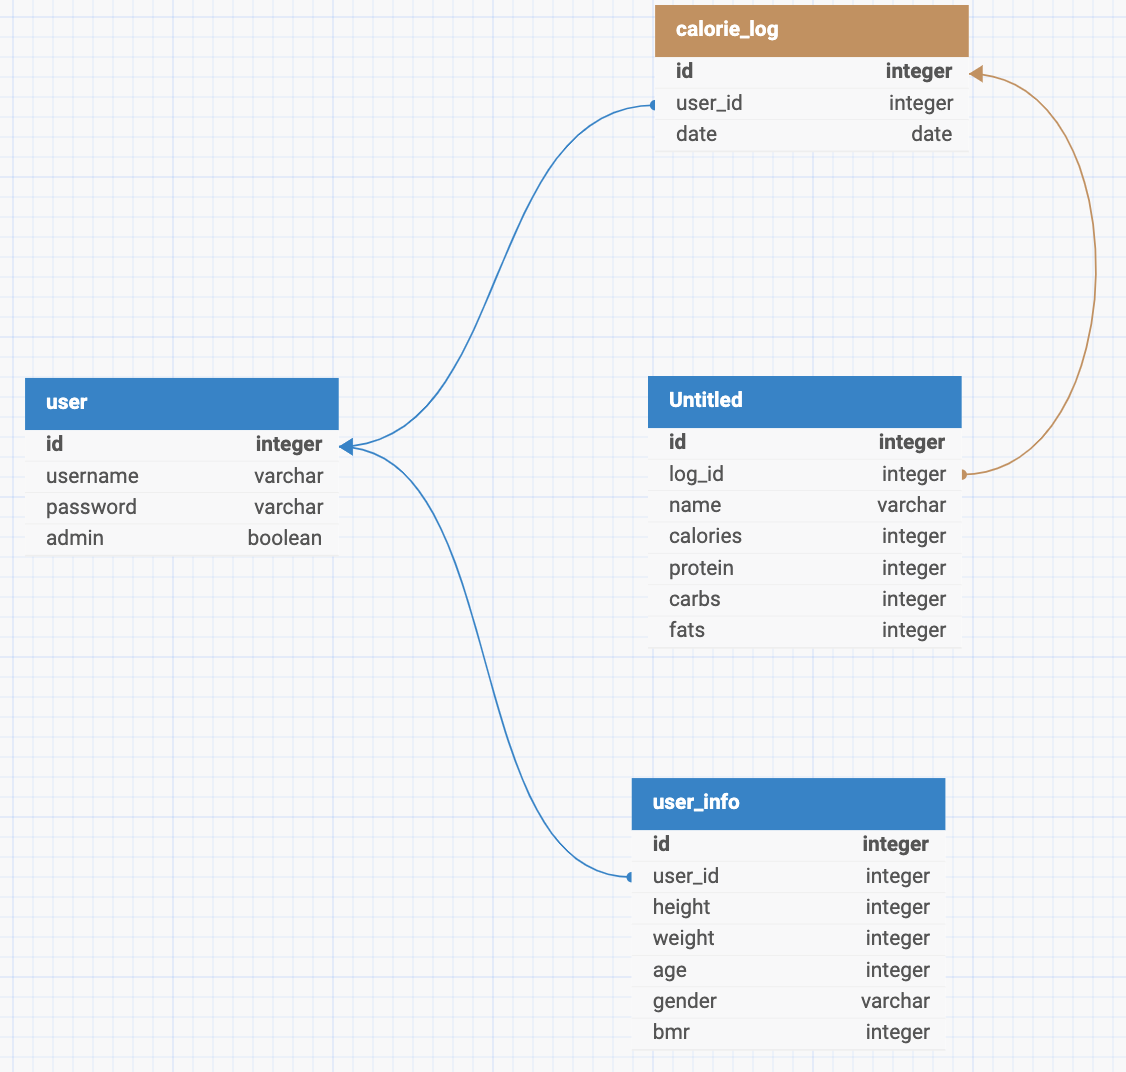 calorie_log
id integer
user_id integer
date date
user
id integer
username varchar
password varchar
admin boolean
Untitled
id integer
log_id integer
name varchar
calories integer
protein integer
carbs integer
fats integer
user_info
id integer
user_id integer
height integer
weight integer
age integer
gender varchar
bmr integer